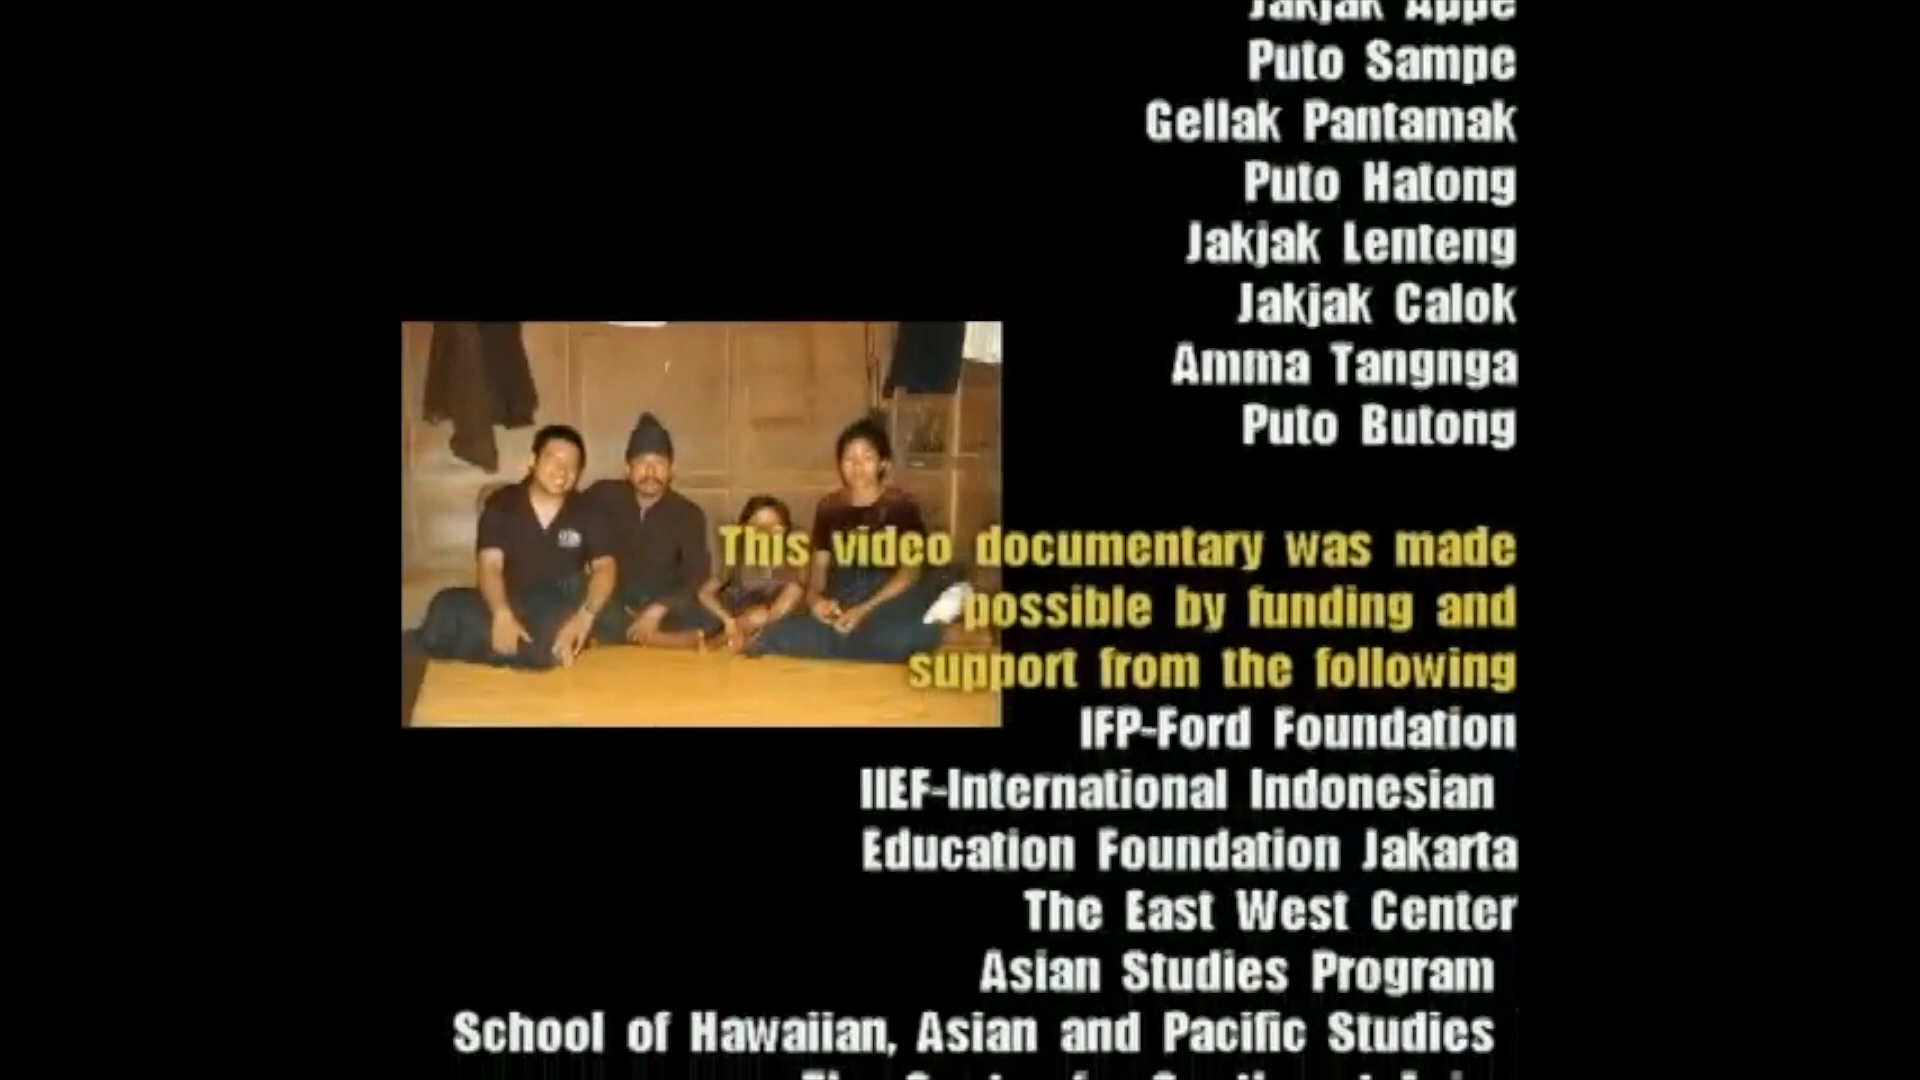 Jakjak Appe
Puto Sampe
Gellak Pantamak
Puto Hatong
Jakjak Lenteng
Jakjak Calok
Amma Tangnga
Puto Butong
This video documentary was made
possible by funding and
support from the following
IFP-Ford Foundation
IIEF-International Indonesian
Education Foundation Jakarta
The East West Center
Asian Studies Program
School of Hawaiian, Asian and Pacific Studies